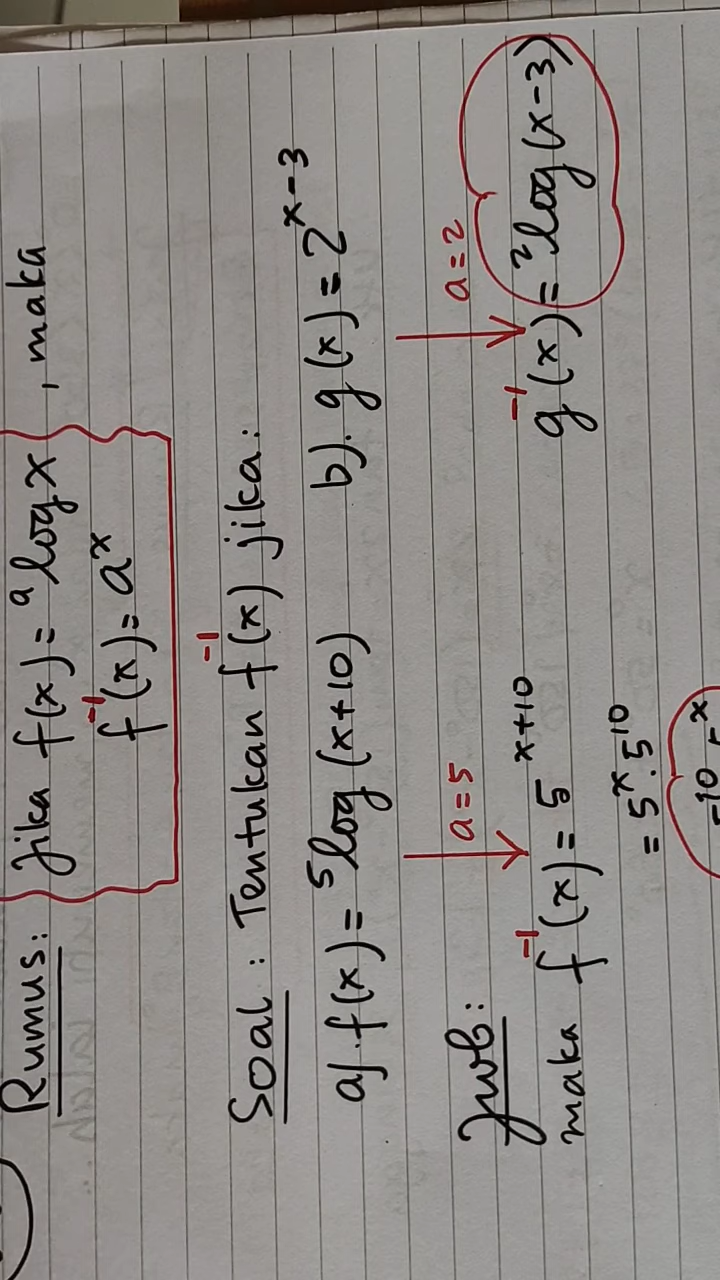 Rumus: Jika f(x) = ᵃlog x, maka
f⁻¹(x) = aˣ
Soal : Tentukan f⁻¹(x) jika:
a). f(x) = ⁵log (x+10) b). g(x) = 2ˣ⁻³
Jwb: a=5 a=2
maka f⁻¹(x) = 5ˣ⁺¹⁰ g⁻¹(x) = ²log (x-3)
= 5ˣ . 5¹⁰